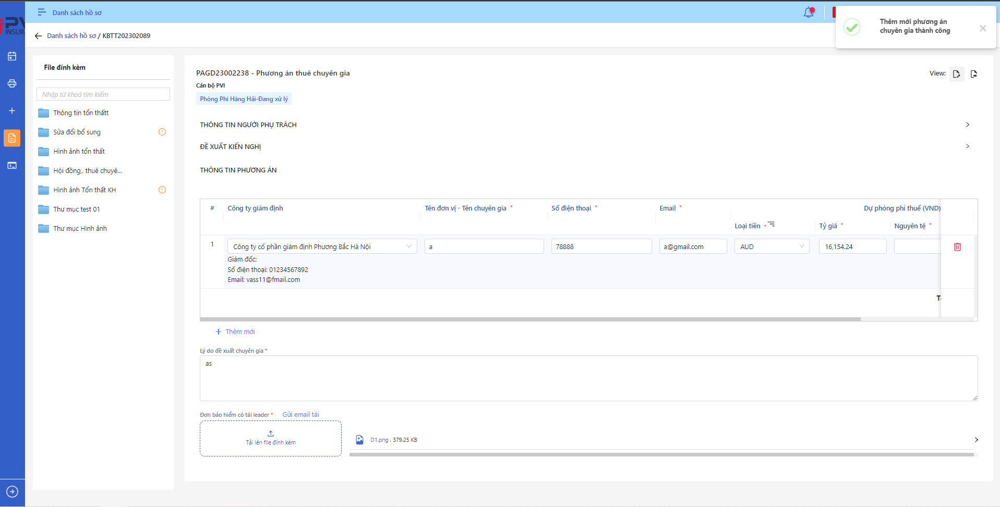 Danh sách hồ sơ
Thêm mới phương án
chuyên gia thành công
INSUR
Danh sách hồ sơ / KBTT202302089
File đính kèm
Nhập từ khoá tìm kiếm
Thông tin tổn thấtt
Sửa đổi bổ sung
Hình ảnh tổn thất
Hội đồng,. thuê chuyê...
Hình ảnh Tổn thất KH
Thư mục test 01
Thư mục Hình ảnh
PAGD23002238 - Phương án thuê chuyên gia
View:
Cán bộ PVI
Phòng Phi Hàng Hải-Đang xử lý
THÔNG TIN NGƯỜI PHỤ TRÁCH
ĐỀ XUẤT KIẾN NGHỊ
THÔNG TIN PHƯƠNG ÁN
# Công ty giám định Tên đơn vị - Tên chuyên gia * Số điện thoại * Email * Dự phòng phí thuế (VND)
Loại tiền * Tỷ giá * Nguyên tệ *
1 Công ty cổ phần giám định Phương Bắc Hà Nội a 78888 a@gmail.com AUD 16,154.24
Giám đốc:
Số điện thoại: 01234567892
Email: vass11@fmail.com
+ Thêm mới
Lý do đề xuất chuyên gia *
as
Đơn bảo hiểm có tái leader * Gửi email tái
Tải lên file đính kèm
D1.png . 379.25 KB